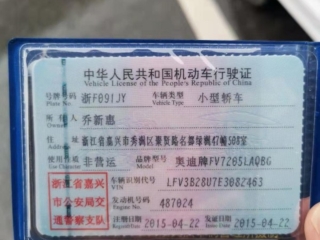 中华人民共和国机动车行驶证
Vehicle License of the People's Republic of China
号牌号码 浙F091JY 车辆类型 小型轿车
Plate No. Vehicle Type
所有人 乔新惠
Owner
住址 浙江省嘉兴市秀洲区聚贤路名都绿洲47幢508室
Address
使用性质 非营运 品牌型号 奥迪牌FV7205LAQBG
Use Character Model
浙江省嘉兴
市公安局交
通警察支队
车辆识别代号 LFV3B28U7E308Z463
VIN
发动机号码 487024
Engine No.
注册日期 2015-04-22 发证日期 2015-04-22
Register Date Issue Date